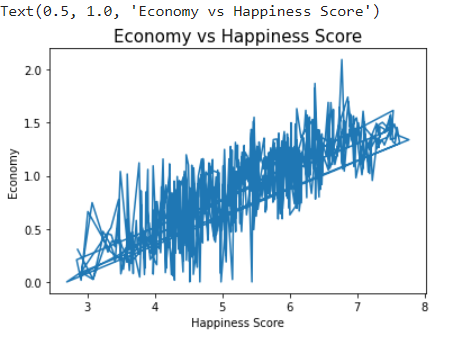 Text(0.5, 1.0, 'Economy vs Happiness Score')
Economy vs Happiness Score
2.0
1.5
1.0
0.5
0.0
Economy
3 4 5 6 7 8
Happiness Score